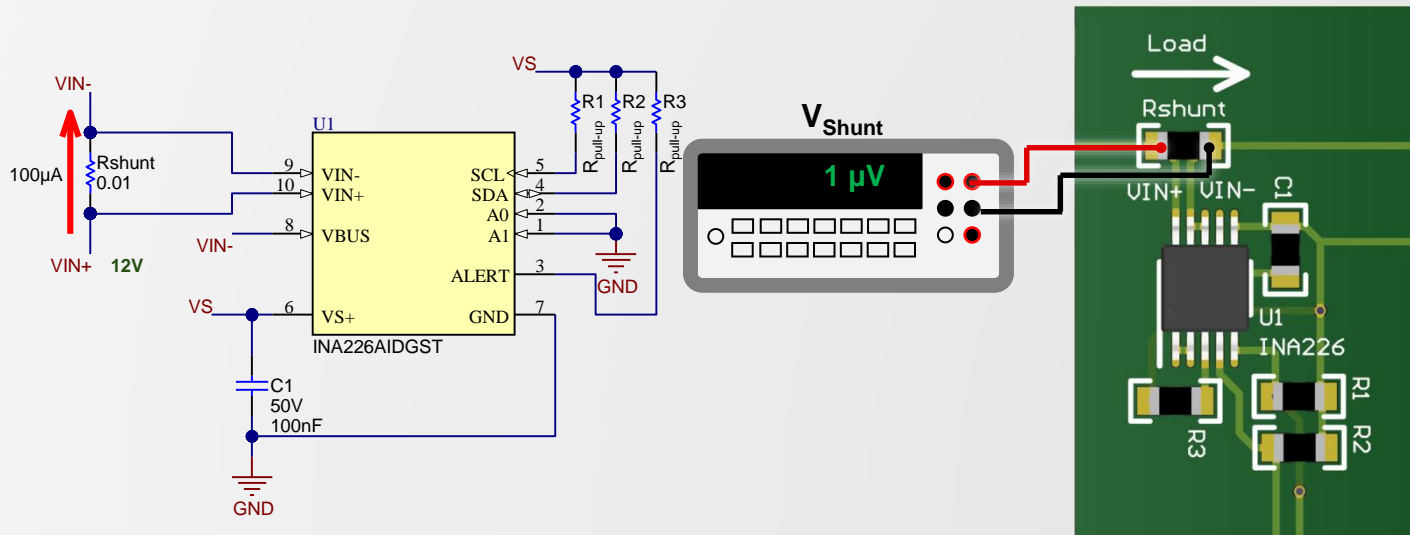 VIN-
100µA
Rshunt
0.01
VIN+
12V
U1
9
VIN-
10
VIN+
8
VBUS
VIN-
VS
6
VS+
SCL
5
SDA
4
A0
2
A1
1
ALERT
3
GND
7
INA226AIDGST
C1
50V
100nF
GND
VS
R1
R2
R3
Rpull-up
Rpull-up
Rpull-up
GND
VShunt
1 µV
Load
Rshunt
VIN+
VIN-
C1
U1
INA226
R1
R2
R3